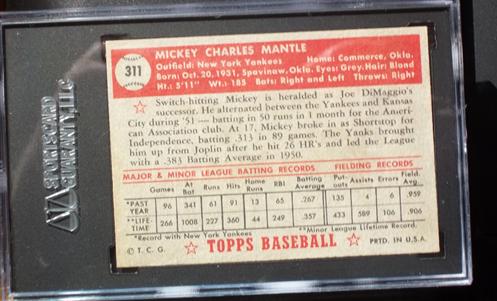 311
MICKEY CHARLES MANTLE
Outfield: New York Yankees Home: Commerce, Okla.
Born: Oct. 20, 1931, Spavinaw, Okla. Eyes: Grey. Hair: Blond
Ht.: 5'11" Wt.: 185 Bats: Right and Left Throws: Right
Switch-hitting Mickey is heralded as Joe DiMaggio's
successor. He alternated between the Yankees and Kansas
City during '51 — batting in 50 runs in 1 month for the Ameri-
can Association club. At 17, Mickey broke in as Shortstop for
Independence, batting .313 in 89 games. The Yanks brought
him up from Joplin after he hit 26 HR's and led the League
with a .383 Batting Average in 1950.
MAJOR & MINOR LEAGUE BATTING RECORDS FIELDING RECORDS
Games At Bat Runs Hits Home Run RBI Batting Average Put-outs Assists Errors Field. Avg.
*PAST YEAR 96 341 61 91 13 65 .267 135 4 6 .959
**LIFE-TIME 266 1008 227 360 44 249 .357 433 589 106 .906
*Record with New York Yankees **Minor League Lifetime Record.
© T. C. G. TOPPS BASEBALL PRTD. IN U.S.A.